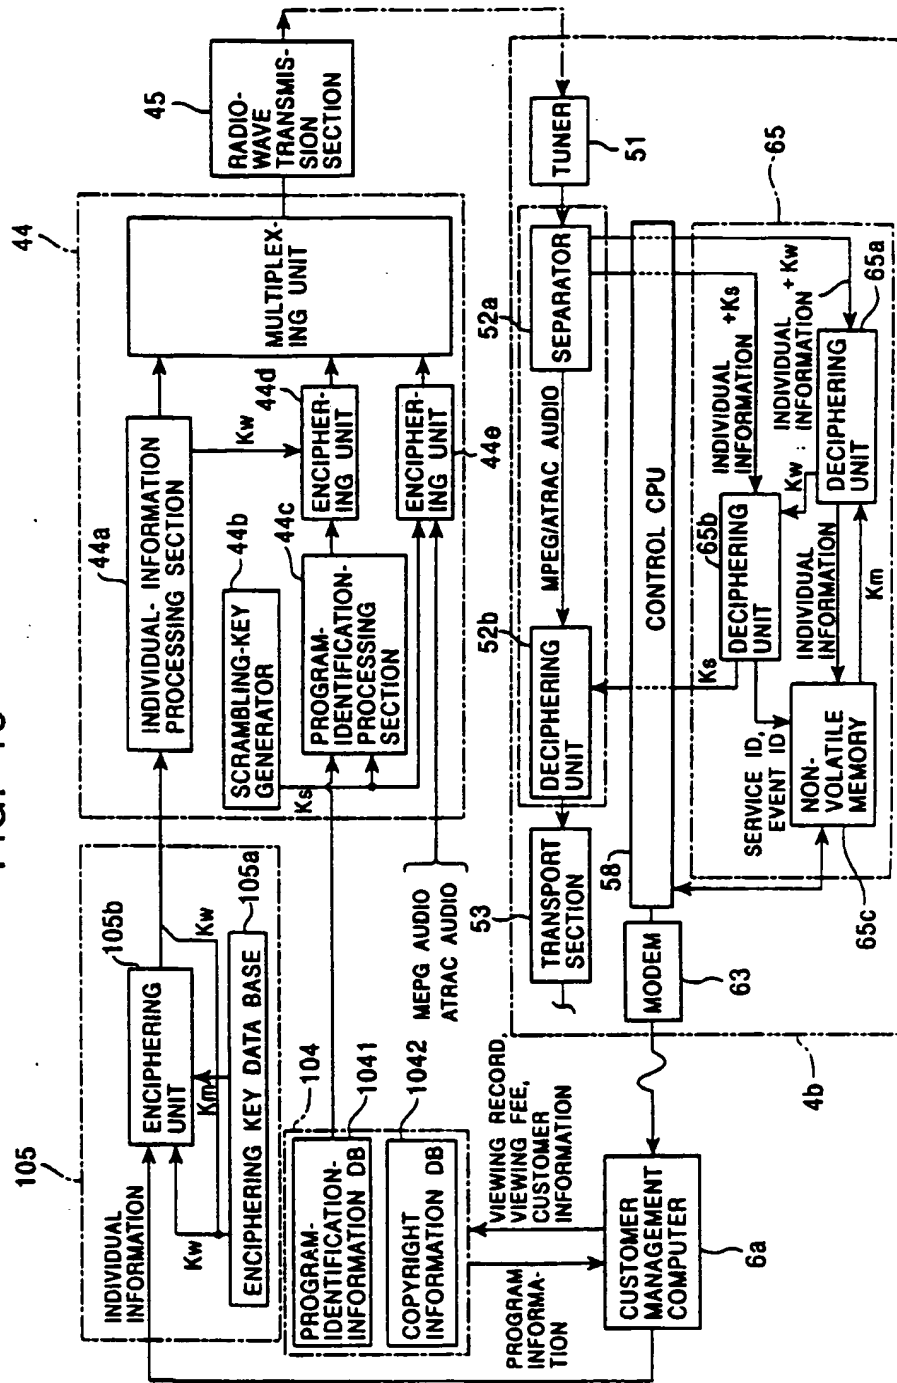 105
INDIVIDUAL
INFORMATION
ENCIPHERING
UNIT
105b
Kw
Km
Kw
ENCIPHERING KEY DATA BASE
105a
44
44a
INDIVIDUAL- INFORMATION
PROCESSING SECTION
Kw
SCRAMBLING-KEY
GENERATOR
44b
Ks
PROGRAM-
IDENTIFICATION-
PROCESSING
SECTION
44c
ENCIPHER-
ING UNIT
44d
ENCIPHER-
ING UNIT
44e
MULTIPLEX-
ING UNIT
45
RADIO-
WAVE
TRANSMIS-
SION
SECTION
104
PROGRAM-
IDENTIFICATION-
INFORMATION DB
1041
COPYRIGHT
INFORMATION DB
1042
MEPG AUDIO
ATRAC AUDIO
PROGRAM
INFORMA-
TION
VIEWING RECORD,
VIEWING FEE,
CUSTOMER
INFORMATION
CUSTOMER
MANAGEMENT
COMPUTER
6a
4b
53
TRANSPORT
SECTION
52b
DECIPHERING
UNIT
MPEG/ATRAC AUDIO
52a
SEPARATOR
TUNER
51
MODEM
63
58
CONTROL CPU
Ks
65
INDIVIDUAL
INFORMATION +Ks
INDIVIDUAL
INFORMATION +Kw
65b
DECIPHERING
UNIT
Kw
65a
DECIPHERING
UNIT
SERVICE ID,
EVENT ID
INDIVIDUAL
INFORMATION
Km
NON-
VOLATILE
MEMORY
65c